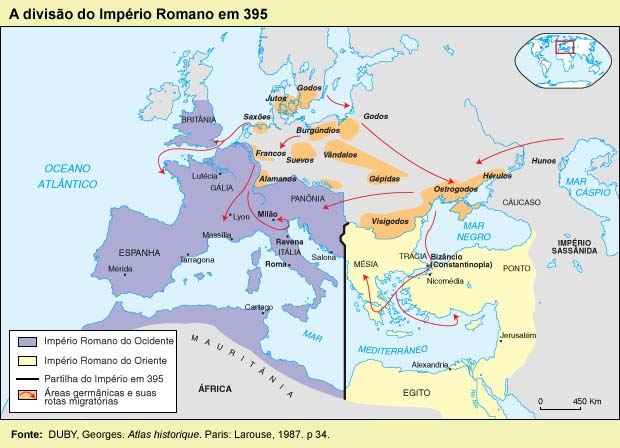 A divisão do Império Romano em 395
Godos
Jutos
Saxões
Godos
BRITÂNIA
Burgúndios
Hunos
Francos
Vândalos
Suevos
OCEANO
ATLÂNTICO
Lutécia
GÁLIA
Alamanos
Gépidas
Ostrogodos
Hérulos
MAR
CÁSPIO
PANÔNIA
CÁUCASO
Lyon
Milão
Visigodos
MAR
NEGRO
Massília
Ravena
ITÁLIA
IMPÉRIO
SASSÂNIDA
ESPANHA
Tarragona
Roma
Salona
TRÁCIA
Bizâncio
(Constantinopla)
MÉSIA
PONTO
Mérida
Nicomédia
Cartago
MAR
MEDITERRÂNEO
Jerusalém
MAURITÂNIA
Alexandria
ÁFRICA
EGITO
Império Romano do Ocidente
Império Romano do Oriente
Partilha do Império em 395
Áreas germânicas e suas
rotas migratórias
0 450 Km
Fonte: DUBY, Georges. Atlas historique. Paris: Larouse, 1987. p 34.